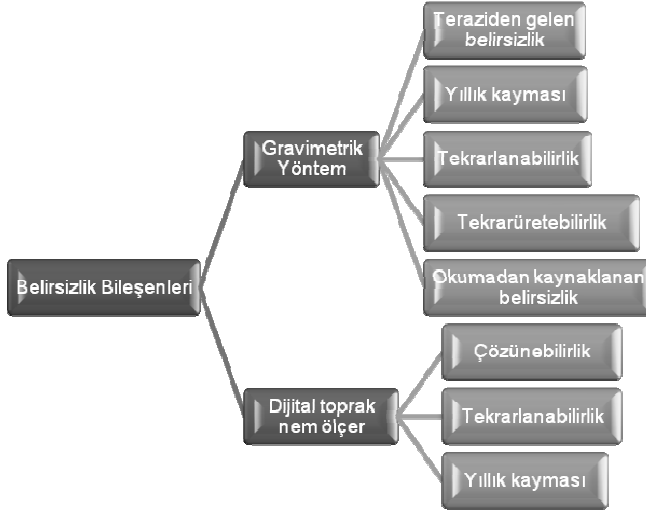 Teraziden gelen
belirsizlik
Yıllık kayması
Gravimetrik
Yöntem
Tekrarlanabilirlik
Tekrarüretebilirlik
Belirsizlik Bileşenleri
Okumadan kaynaklanan
belirsizlik
Çözünebilirlik
Dijital toprak
nem ölçer
Tekrarlanabilirlik
Yıllık kayması